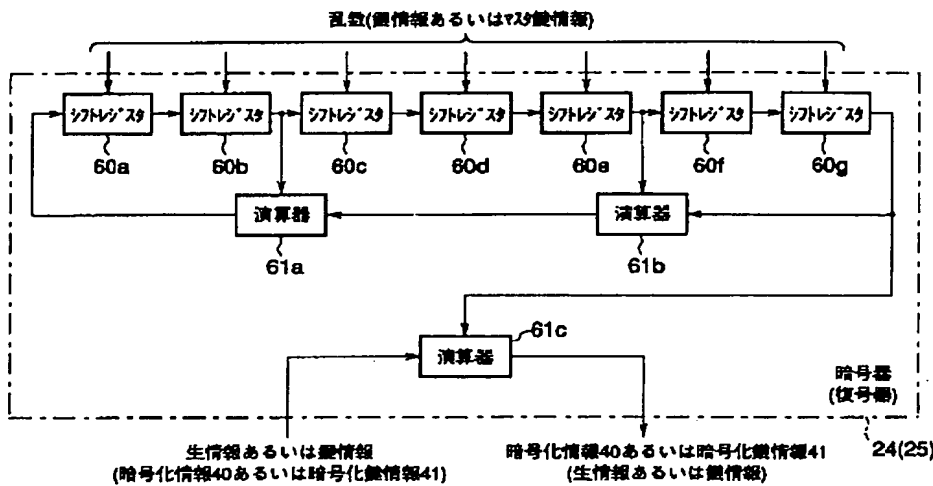 乱数(鍵情報あるいはﾏｽﾀ鍵情報)
ｼﾌﾄﾚｼﾞｽﾀ ｼﾌﾄﾚｼﾞｽﾀ ｼﾌﾄﾚｼﾞｽﾀ ｼﾌﾄﾚｼﾞｽﾀ ｼﾌﾄﾚｼﾞｽﾀ ｼﾌﾄﾚｼﾞｽﾀ ｼﾌﾄﾚｼﾞｽﾀ
60a 60b 60c 60d 60e 60f 60g
演算器 演算器
61a 61b
61c
演算器
暗号器
(復号器)
24(25)
生情報あるいは鍵情報
(暗号化情報40あるいは暗号化鍵情報41)
暗号化情報40あるいは暗号化鍵情報41
(生情報あるいは鍵情報)